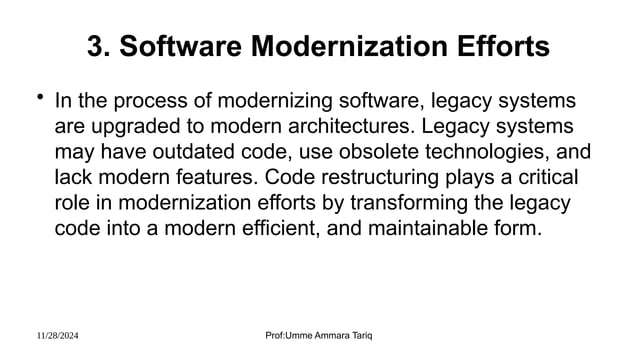 3. Software Modernization Efforts
• In the process of modernizing software, legacy systems
are upgraded to modern architectures. Legacy systems
may have outdated code, use obsolete technologies, and
lack modern features. Code restructuring plays a critical
role in modernization efforts by transforming the legacy
code into a modern efficient, and maintainable form.
11/28/2024
Prof:Umme Ammara Tariq